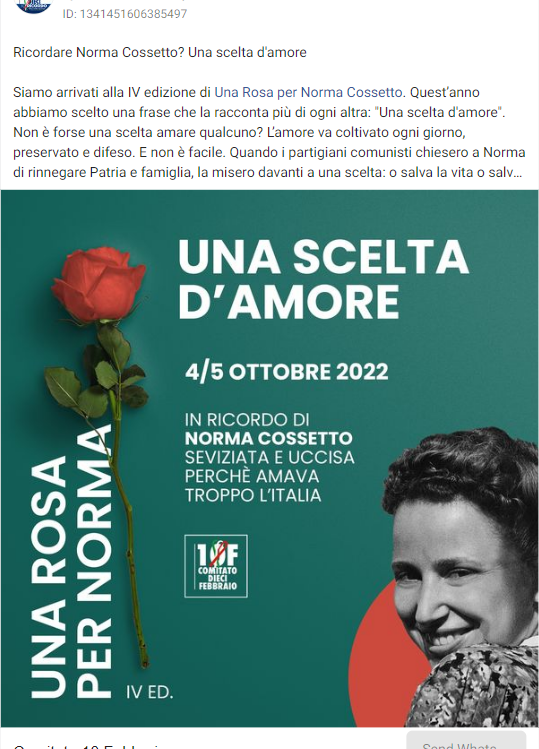 ID: 1341451606385497
Ricordare Norma Cossetto? Una scelta d'amore
Siamo arrivati alla IV edizione di Una Rosa per Norma Cossetto. Quest'anno
abbiamo scelto una frase che la racconta più di ogni altra: "Una scelta d'amore".
Non è forse una scelta amare qualcuno? L'amore va coltivato ogni giorno,
preservato e difeso. E non è facile. Quando i partigiani comunisti chiesero a Norma
di rinnegare Patria e famiglia, la misero davanti a una scelta: o salva la vita o salv...
UNA SCELTA
D'AMORE
4/5 OTTOBRE 2022
IN RICORDO DI
NORMA COSSETTO
SEVIZIATA E UCCISA
PERCHÈ AMAVA
TROPPO L'ITALIA
10F
COMITATO
DIECI
FEBBRAIO
UNA ROSA
PER NORMA
IV ED.